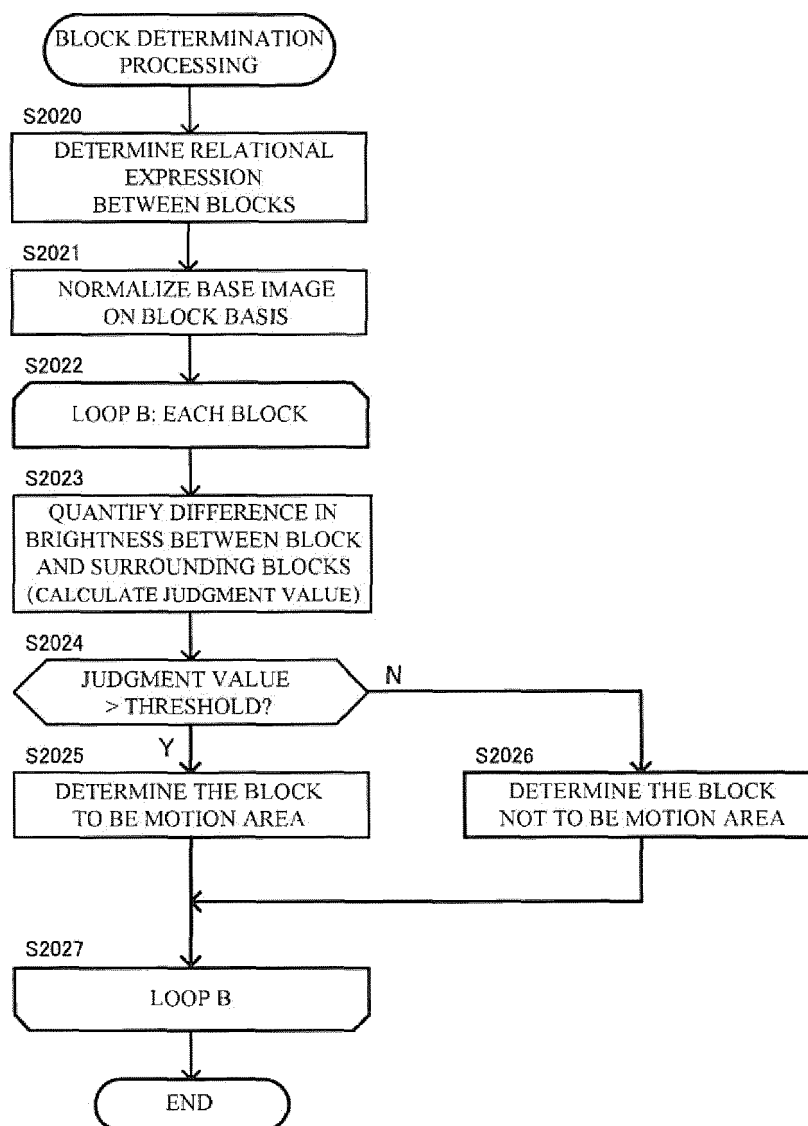 BLOCK DETERMINATION
PROCESSING
S2020
DETERMINE RELATIONAL
EXPRESSION
BETWEEN BLOCKS
S2021
NORMALIZE BASE IMAGE
ON BLOCK BASIS
S2022
LOOP B: EACH BLOCK
S2023
QUANTIFY DIFFERENCE IN
BRIGHTNESS BETWEEN BLOCK
AND SURROUNDING BLOCKS
(CALCULATE JUDGMENT VALUE)
S2024
JUDGMENT VALUE
> THRESHOLD?
N
Y
S2025
DETERMINE THE BLOCK
TO BE MOTION AREA
S2026
DETERMINE THE BLOCK
NOT TO BE MOTION AREA
S2027
LOOP B
END